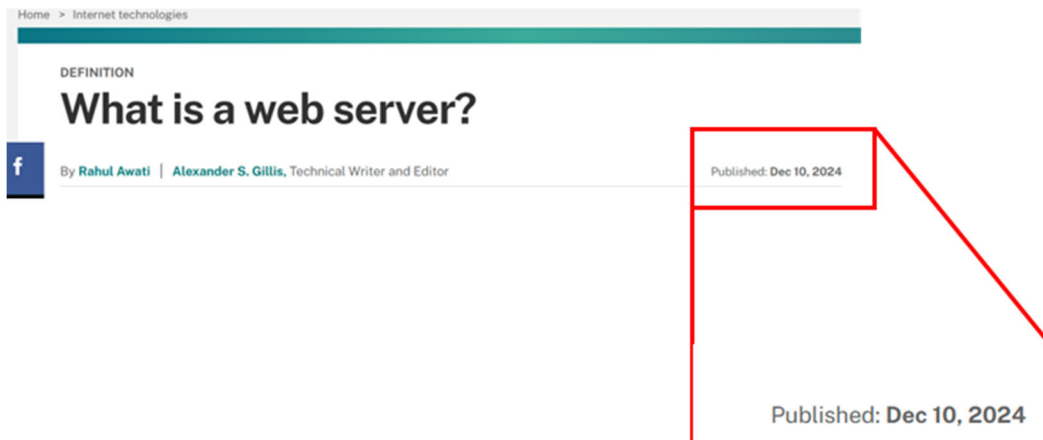 Home > Internet technologies
DEFINITION
What is a web server?
f
By Rahul Awati | Alexander S. Gillis, Technical Writer and Editor
Published: Dec 10, 2024
Published: Dec 10, 2024